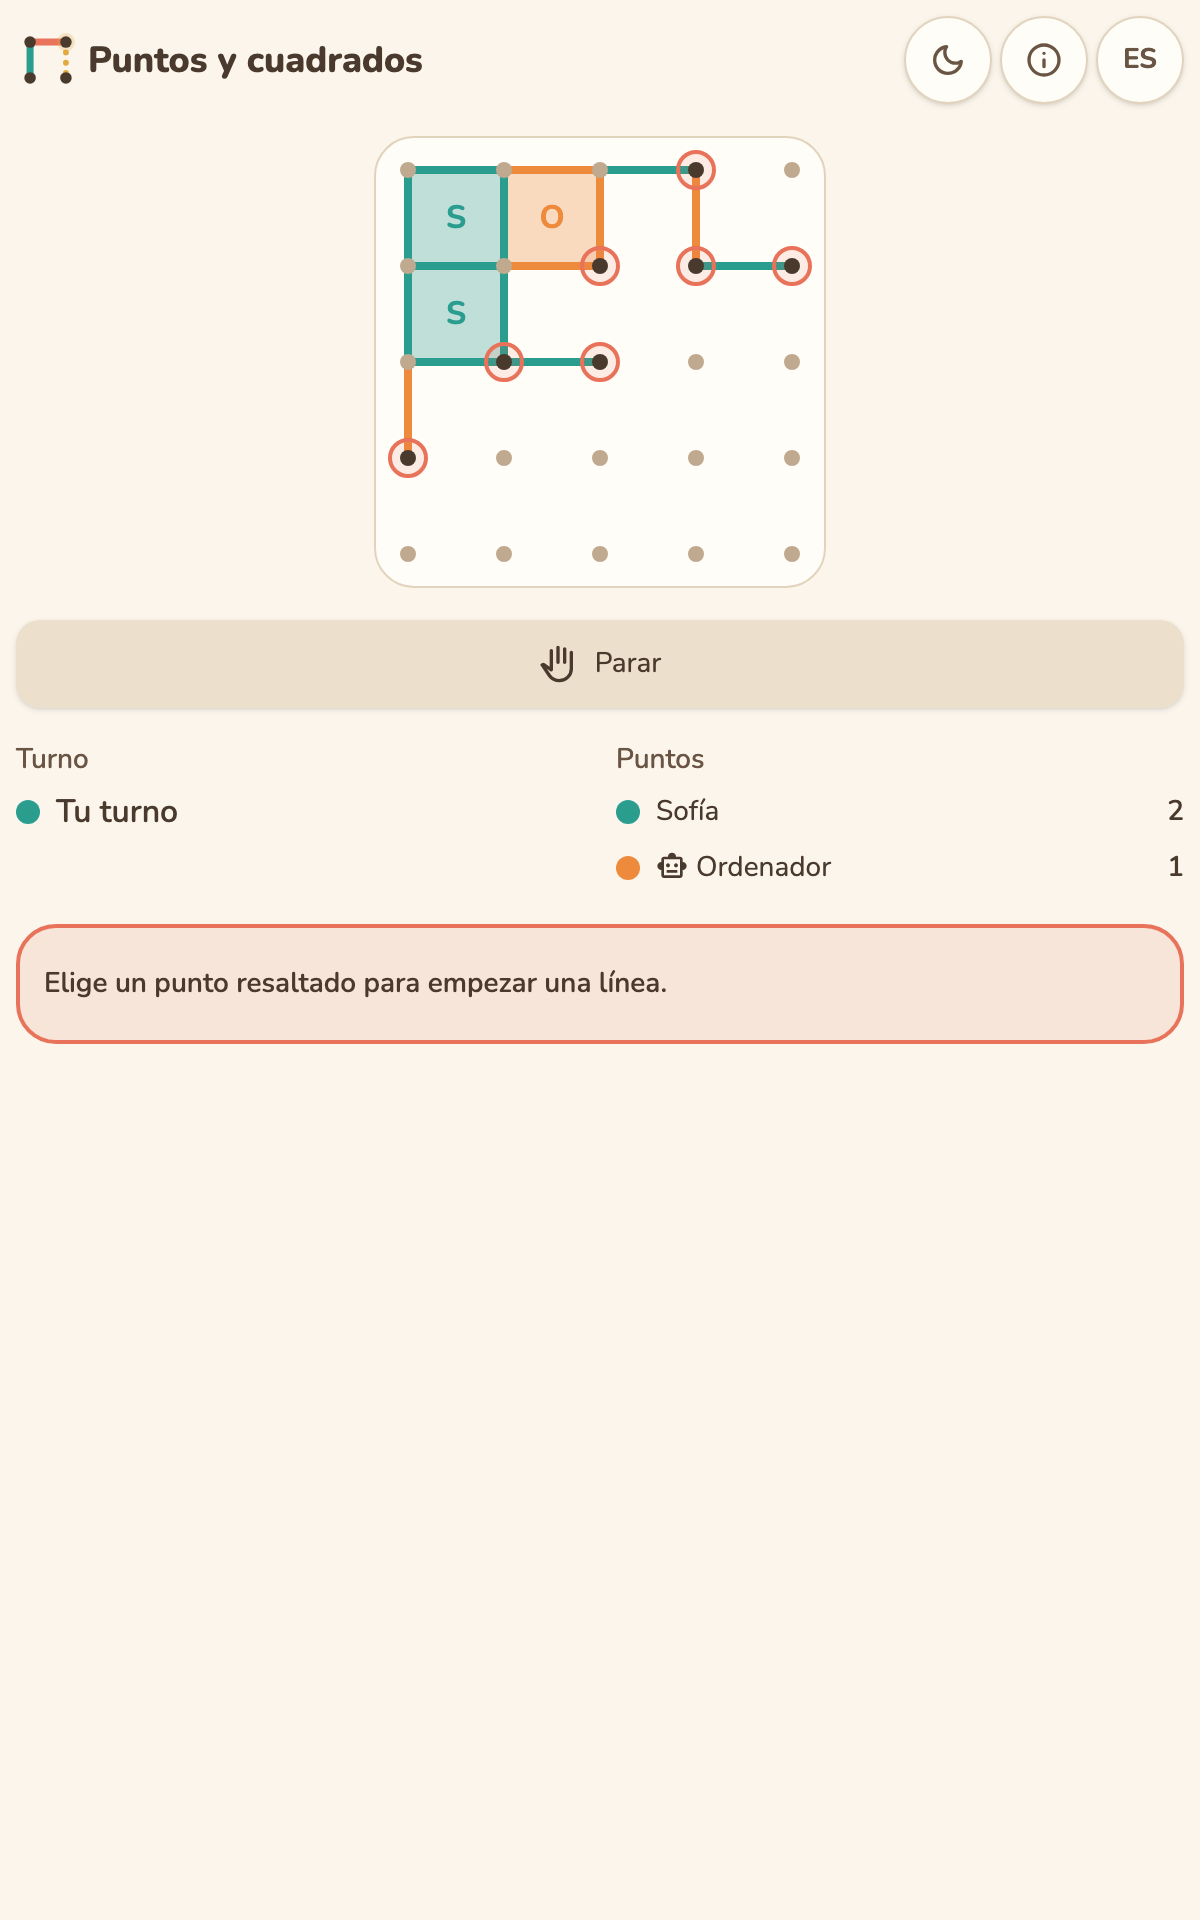 Puntos y cuadrados
ES
S O
S
Parar
Turno
Tu turno
Puntos
Sofía 2
Ordenador 1
Elige un punto resaltado para empezar una línea.